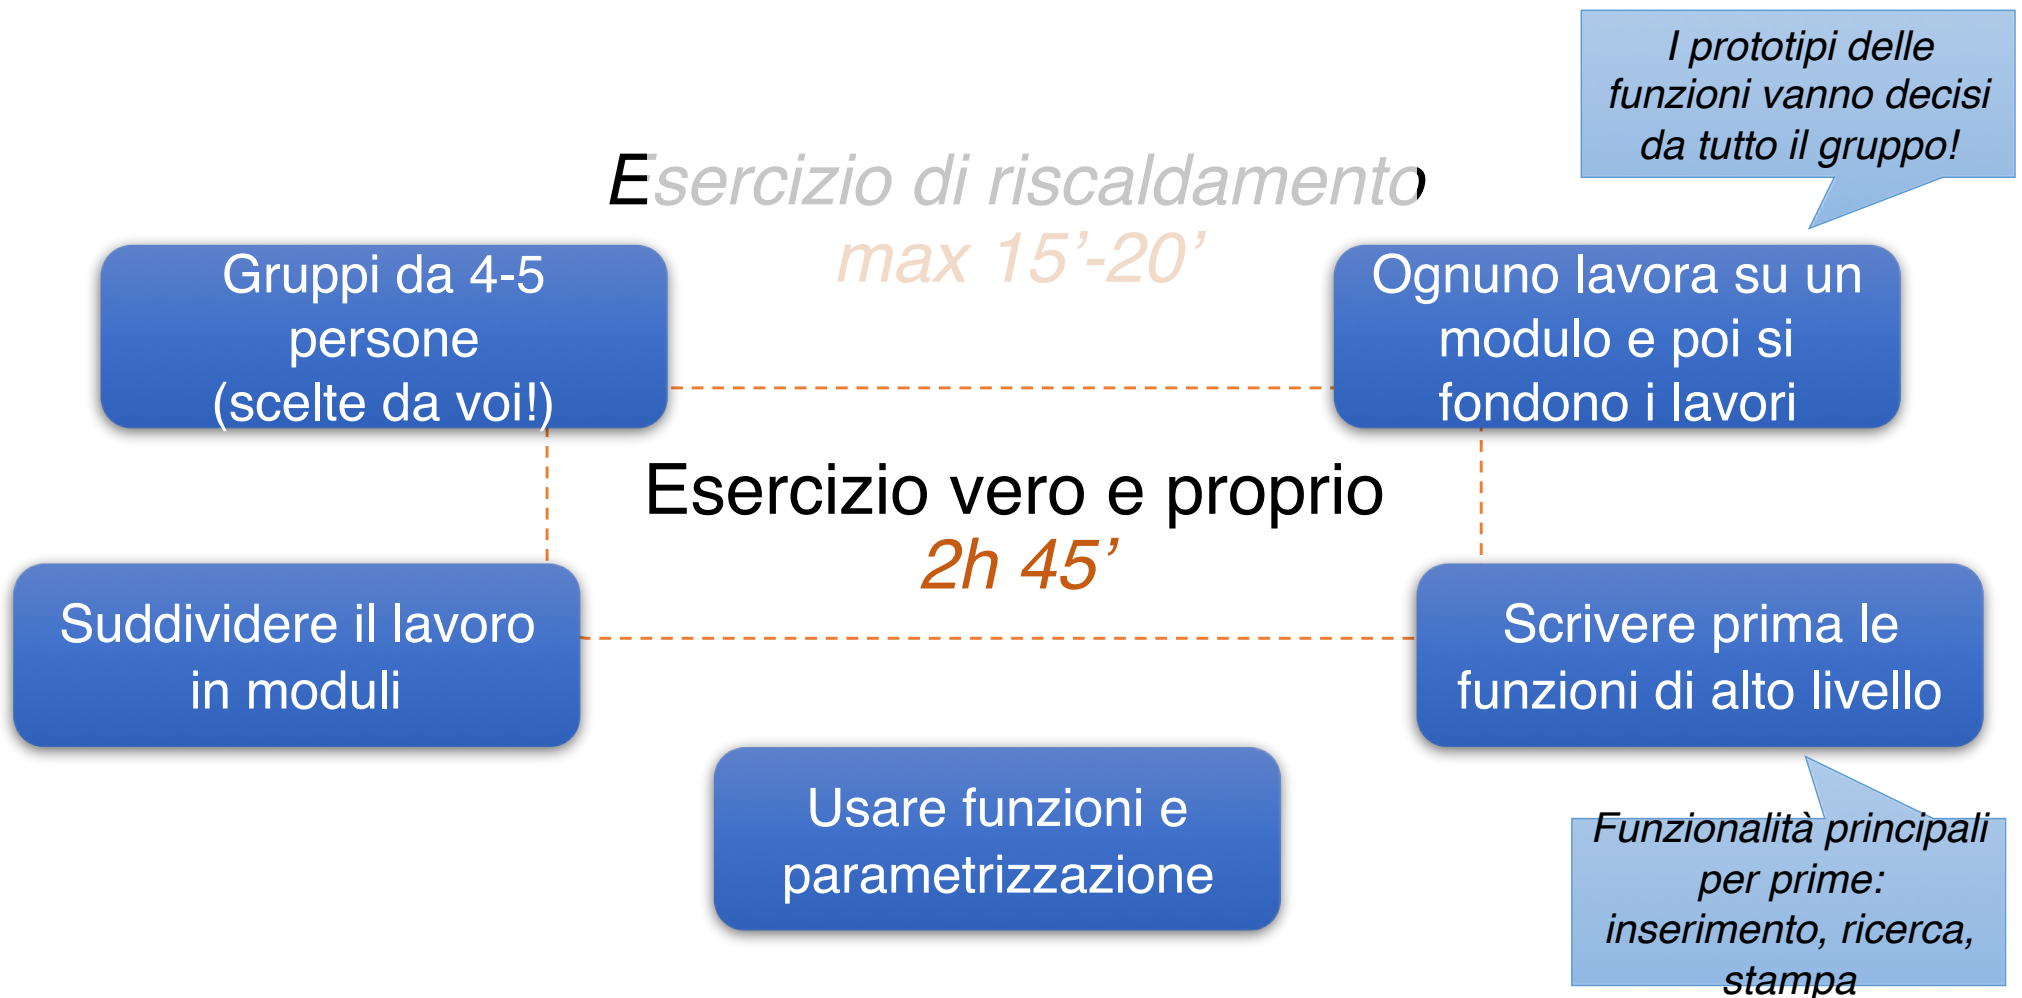 I prototipi delle
funzioni vanno decisi
da tutto il gruppo!
Esercizio di riscaldamento
max 15’-20’
Gruppi da 4-5
persone
(scelte da voi!)
Ognuno lavora su un
modulo e poi si
fondono i lavori
Esercizio vero e proprio
2h 45’
Suddividere il lavoro
in moduli
Scrivere prima le
funzioni di alto livello
Usare funzioni e
parametrizzazione
Funzionalità principali
per prime:
inserimento, ricerca,
stampa